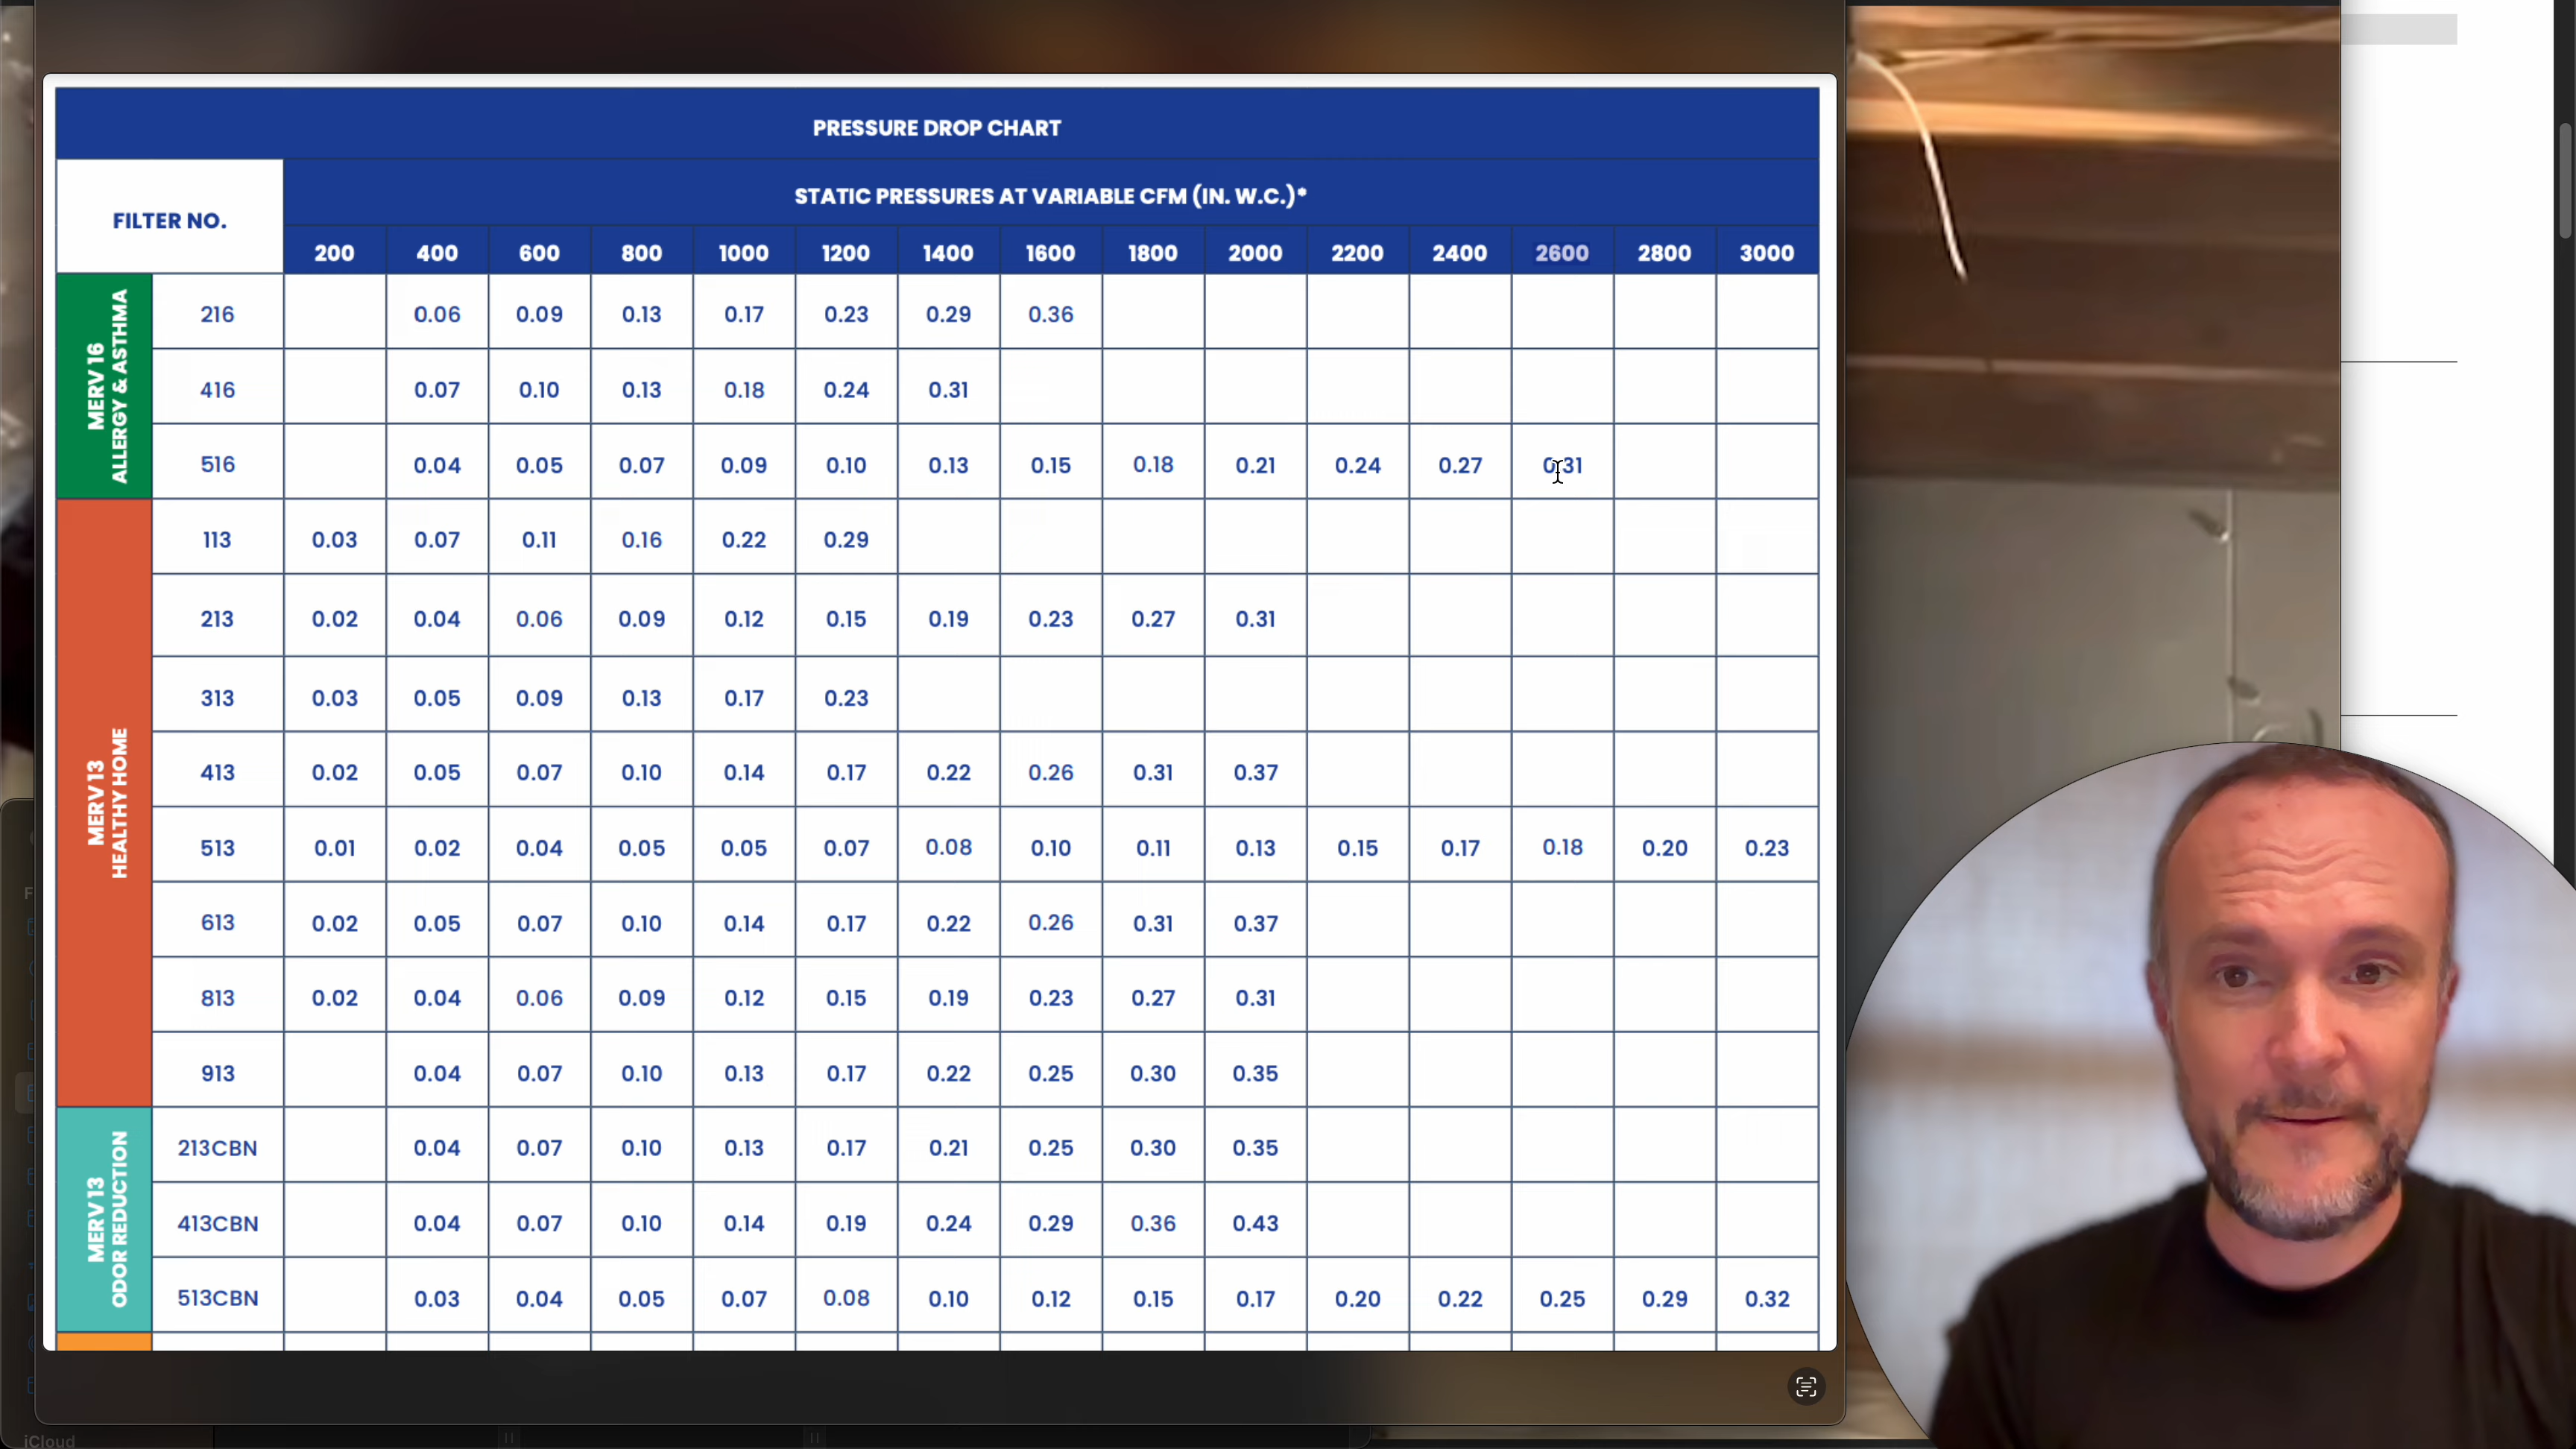 PRESSURE DROP CHART
FILTER NO.
STATIC PRESSURES AT VARIABLE CFM (IN. W.C.)*
200 400 600 800 1000 1200 1400 1600 1800 2000 2200 2400 2600 2800 3000
MERV 16
ALLERGY & ASTHMA
216 0.06 0.09 0.13 0.17 0.23 0.29 0.36
416 0.07 0.10 0.13 0.18 0.24 0.31
516 0.04 0.05 0.07 0.09 0.10 0.13 0.15 0.18 0.21 0.24 0.27 0.31
MERV 13
HEALTHY HOME
113 0.03 0.07 0.11 0.16 0.22 0.29
213 0.02 0.04 0.06 0.09 0.12 0.15 0.19 0.23 0.27 0.31
313 0.03 0.05 0.09 0.13 0.17 0.23
413 0.02 0.05 0.07 0.10 0.14 0.17 0.22 0.26 0.31 0.37
513 0.01 0.02 0.04 0.05 0.05 0.07 0.08 0.10 0.11 0.13 0.15 0.17 0.18 0.20 0.23
613 0.02 0.05 0.07 0.10 0.14 0.17 0.22 0.26 0.31 0.37
813 0.02 0.04 0.06 0.09 0.12 0.15 0.19 0.23 0.27 0.31
913 0.04 0.07 0.10 0.13 0.17 0.22 0.25 0.30 0.35
MERV 13
ODOR REDUCTION
213CBN 0.04 0.07 0.10 0.13 0.17 0.21 0.25 0.30 0.35
413CBN 0.04 0.07 0.10 0.14 0.19 0.24 0.29 0.36 0.43
513CBN 0.03 0.04 0.05 0.07 0.08 0.10 0.12 0.15 0.17 0.20 0.22 0.25 0.29 0.32
iCloud